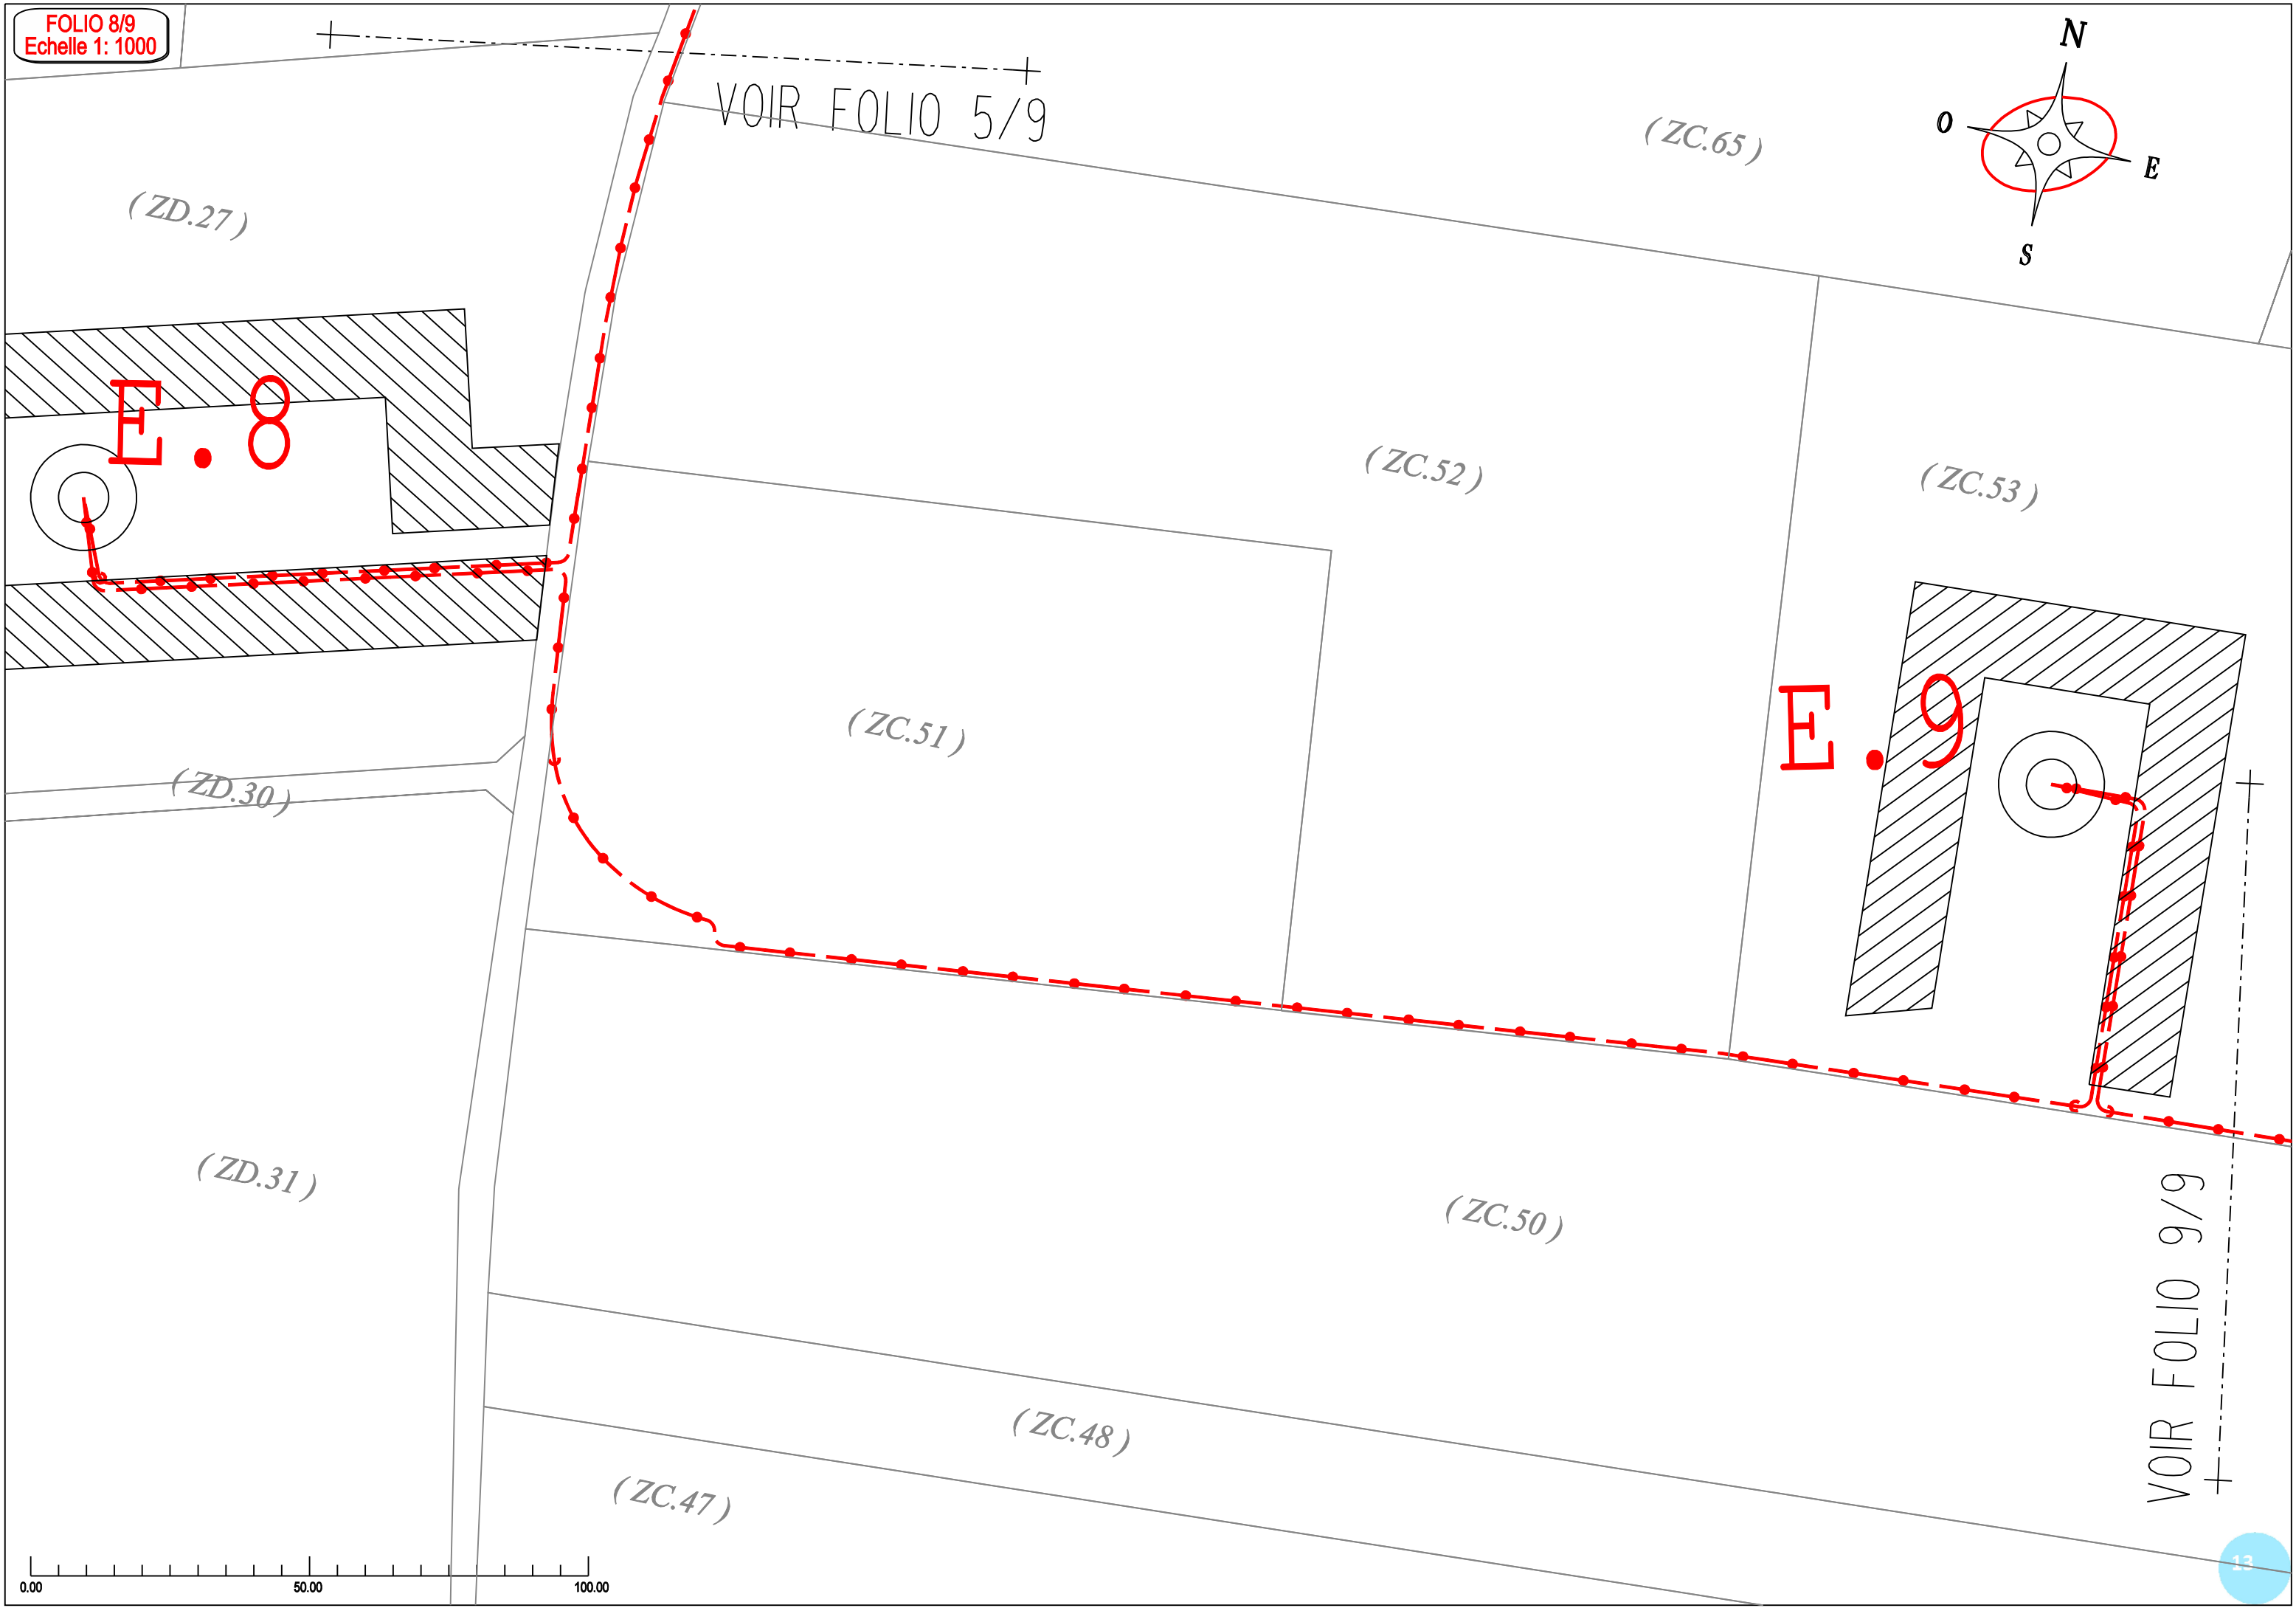 FOLIO 8/9
Echelle 1: 1000
VOIR FOLIO 5/9
N
O
E
S
( ZC.65 )
( ZD.27 )
E.8
( ZC.52 )
( ZC.53 )
E.9
( ZC.51 )
( ZD.30 )
( ZD.31 )
( ZC.50 )
VOIR FOLIO 9/9
( ZC.48 )
( ZC.47 )
13
0.00 50.00 100.00